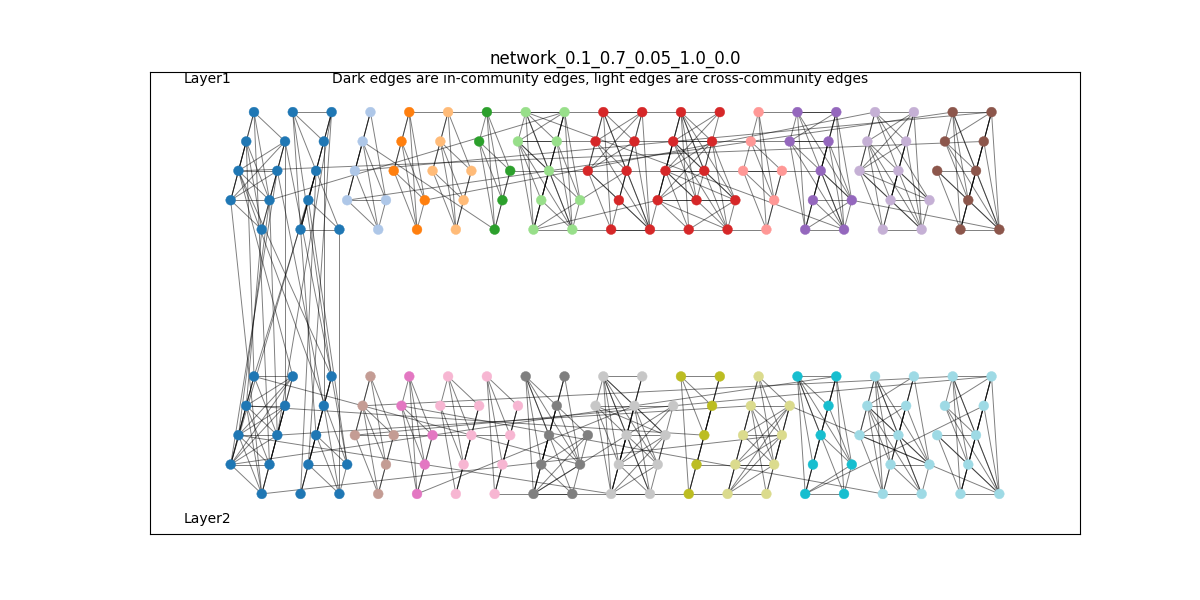 network_0.1_0.7_0.05_1.0_0.0
Layer1
Dark edges are in-community edges, light edges are cross-community edges
Layer2